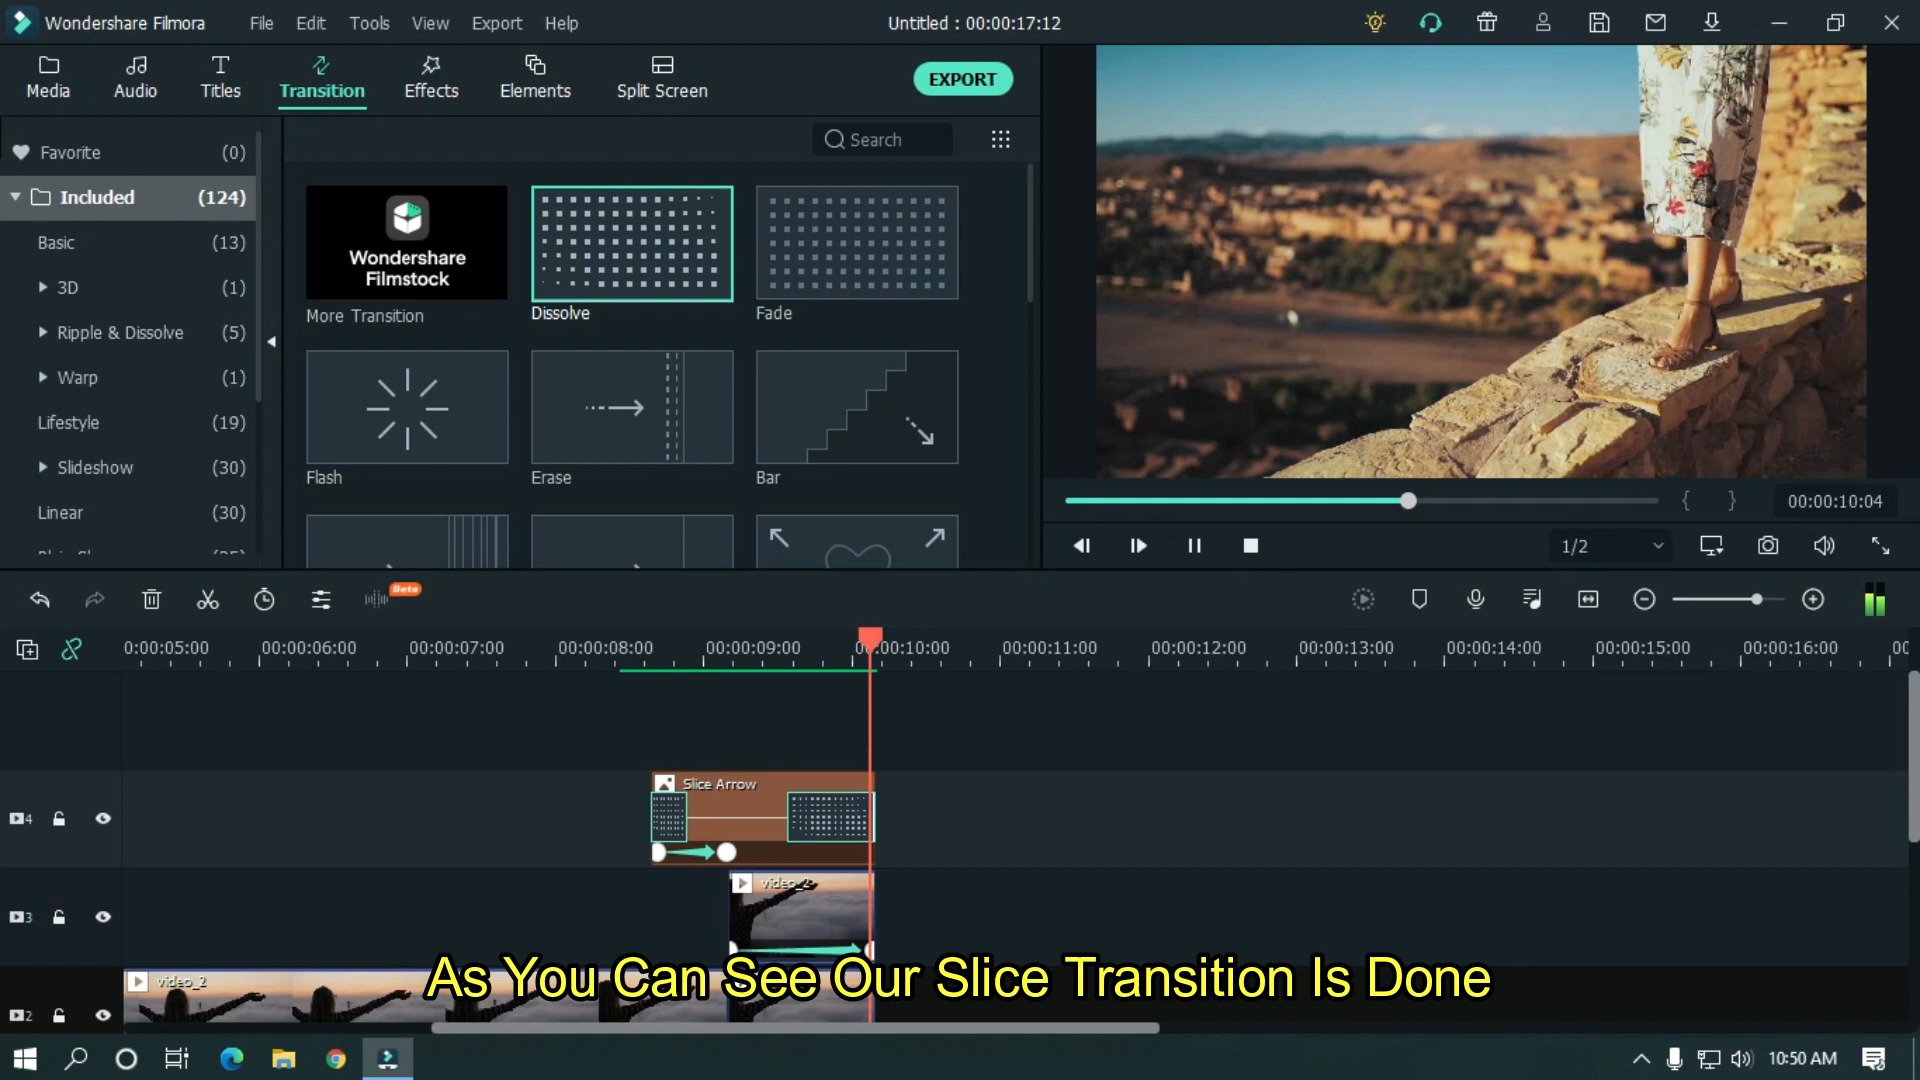 Wondershare Filmora File Edit Tools View Export Help Untitled : 00:00:17:12
Media Audio Titles Transition Effects Elements Split Screen EXPORT
Search
Favorite (0)
Included (124)
Basic (13)
3D (1)
Ripple & Dissolve (5)
Warp (1)
Lifestyle (19)
Slideshow (30)
Linear (30)
Wondershare
Filmstock
More Transition Dissolve Fade
Flash Erase Bar
00:00:10:04
1/2
Beta
0:00:05:00 00:00:06:00 00:00:07:00 00:00:08:00 00:00:09:00 00:00:10:00 00:00:11:00 00:00:12:00 00:00:13:00 00:00:14:00 00:00:15:00 00:00:16:00 00
Slice Arrow
4
video_2
3
As You Can See Our Slice Transition Is Done
video_2
2
10:50 AM